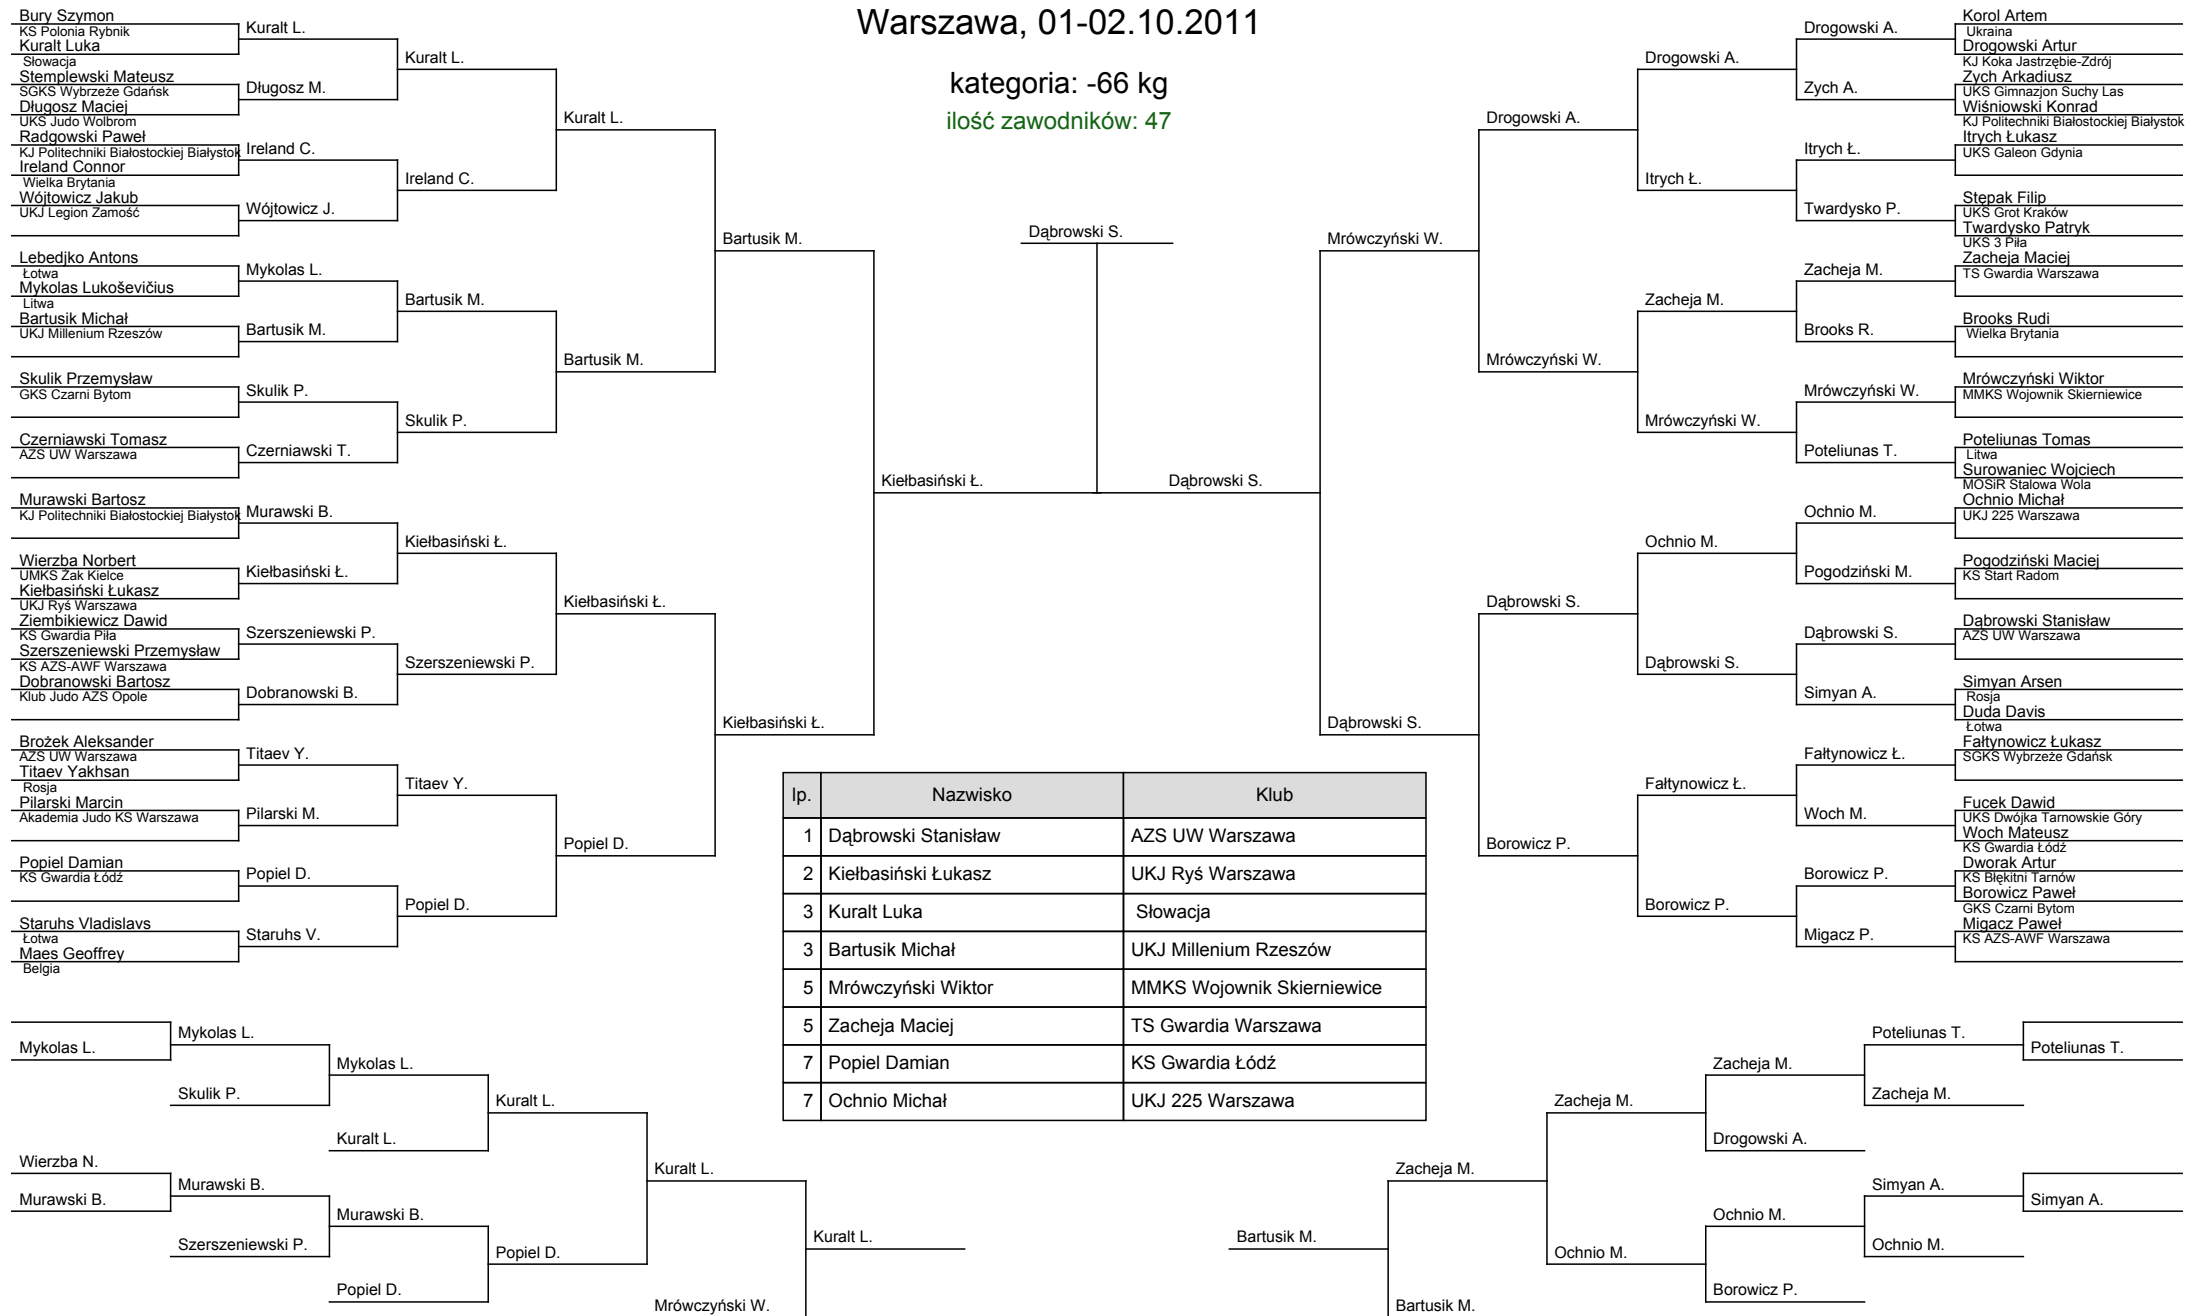 Warszawa, 01-02.10.2011
kategoria: -66 kg
ilość zawodników: 47
Bury Szymon
KS Polonia Rybnik
Kuralt Luka
Słowacja
Stemplewski Mateusz
SGKS Wybrzeże Gdańsk
Długosz Maciej
UKS Judo Wolbrom
Radgowski Paweł
KJ Politechniki Białostockiej Białystok
Ireland Connor
Wielka Brytania
Wójtowicz Jakub
UKJ Legion Zamość
Lebedjko Antons
Łotwa
Mykolas Lukoševičius
Litwa
Bartusik Michał
UKJ Millenium Rzeszów
Skulik Przemysław
GKS Czarni Bytom
Czerniawski Tomasz
AZS UW Warszawa
Murawski Bartosz
KJ Politechniki Białostockiej Białystok
Wierzba Norbert
UMKS Żak Kielce
Kiełbasiński Łukasz
UKJ Ryś Warszawa
Ziembikiewicz Dawid
KS Gwardia Piła
Szerszeniewski Przemysław
KS AZS-AWF Warszawa
Dobranowski Bartosz
Klub Judo AZS Opole
Brożek Aleksander
AZS UW Warszawa
Titaev Yakhsan
Rosja
Pilarski Marcin
Akademia Judo KS Warszawa
Popiel Damian
KS Gwardia Łódź
Staruhs Vladislavs
Łotwa
Maes Geoffrey
Belgia
Kuralt L.
Długosz M.
Ireland C.
Wójtowicz J.
Mykolas L.
Bartusik M.
Skulik P.
Czerniawski T.
Murawski B.
Kiełbasiński Ł.
Szerszeniewski P.
Dobranowski B.
Titaev Y.
Pilarski M.
Popiel D.
Staruhs V.
Kuralt L.
Ireland C.
Bartusik M.
Skulik P.
Kiełbasiński Ł.
Szerszeniewski P.
Titaev Y.
Popiel D.
Kuralt L.
Bartusik M.
Kiełbasiński Ł.
Popiel D.
Bartusik M.
Kiełbasiński Ł.
Kiełbasiński Ł.
Dąbrowski S.
Dąbrowski S.
Mrówczyński W.
Dąbrowski S.
Drogowski A.
Mrówczyński W.
Dąbrowski S.
Borowicz P.
Drogowski A.
Itrych Ł.
Zacheja M.
Mrówczyński W.
Ochnio M.
Dąbrowski S.
Fałtynowicz Ł.
Borowicz P.
Drogowski A.
Zych A.
Itrych Ł.
Twardysko P.
Zacheja M.
Brooks R.
Mrówczyński W.
Poteliunas T.
Ochnio M.
Pogodziński M.
Dąbrowski S.
Simyan A.
Fałtynowicz Ł.
Woch M.
Borowicz P.
Migacz P.
Korol Artem
Ukraina
Drogowski Artur
KJ Koka Jastrzębie-Zdrój
Zych Arkadiusz
UKS Gimnazjon Suchy Las
Wiśniowski Konrad
KJ Politechniki Białostockiej Białystok
Itrych Łukasz
UKS Galeon Gdynia
Stępak Filip
UKS Grot Kraków
Twardysko Patryk
UKS 3 Piła
Zacheja Maciej
TS Gwardia Warszawa
Brooks Rudi
Wielka Brytania
Mrówczyński Wiktor
MMKS Wojownik Skierniewice
Poteliunas Tomas
Litwa
Surowaniec Wojciech
MOSiR Stalowa Wola
Ochnio Michał
UKJ 225 Warszawa
Pogodziński Maciej
KS Start Radom
Dąbrowski Stanisław
AZS UW Warszawa
Simyan Arsen
Rosja
Duda Davis
Łotwa
Fałtynowicz Łukasz
SGKS Wybrzeże Gdańsk
Fucek Dawid
UKS Dwójka Tarnowskie Góry
Woch Mateusz
KS Gwardia Łódź
Dworak Artur
KS Błękitni Tarnów
Borowicz Paweł
GKS Czarni Bytom
Migacz Paweł
KS AZS-AWF Warszawa
lp. Nazwisko Klub
1 Dąbrowski Stanisław AZS UW Warszawa
2 Kiełbasiński Łukasz UKJ Ryś Warszawa
3 Kuralt Luka Słowacja
3 Bartusik Michał UKJ Millenium Rzeszów
5 Mrówczyński Wiktor MMKS Wojownik Skierniewice
5 Zacheja Maciej TS Gwardia Warszawa
7 Popiel Damian KS Gwardia Łódź
7 Ochnio Michał UKJ 225 Warszawa
Mykolas L.
Wierzba N.
Murawski B.
Mykolas L.
Skulik P.
Murawski B.
Szerszeniewski P.
Mykolas L.
Kuralt L.
Murawski B.
Popiel D.
Kuralt L.
Popiel D.
Kuralt L.
Mrówczyński W.
Kuralt L.
Bartusik M.
Zacheja M.
Bartusik M.
Zacheja M.
Ochnio M.
Zacheja M.
Drogowski A.
Ochnio M.
Borowicz P.
Poteliunas T.
Zacheja M.
Simyan A.
Ochnio M.
Poteliunas T.
Simyan A.